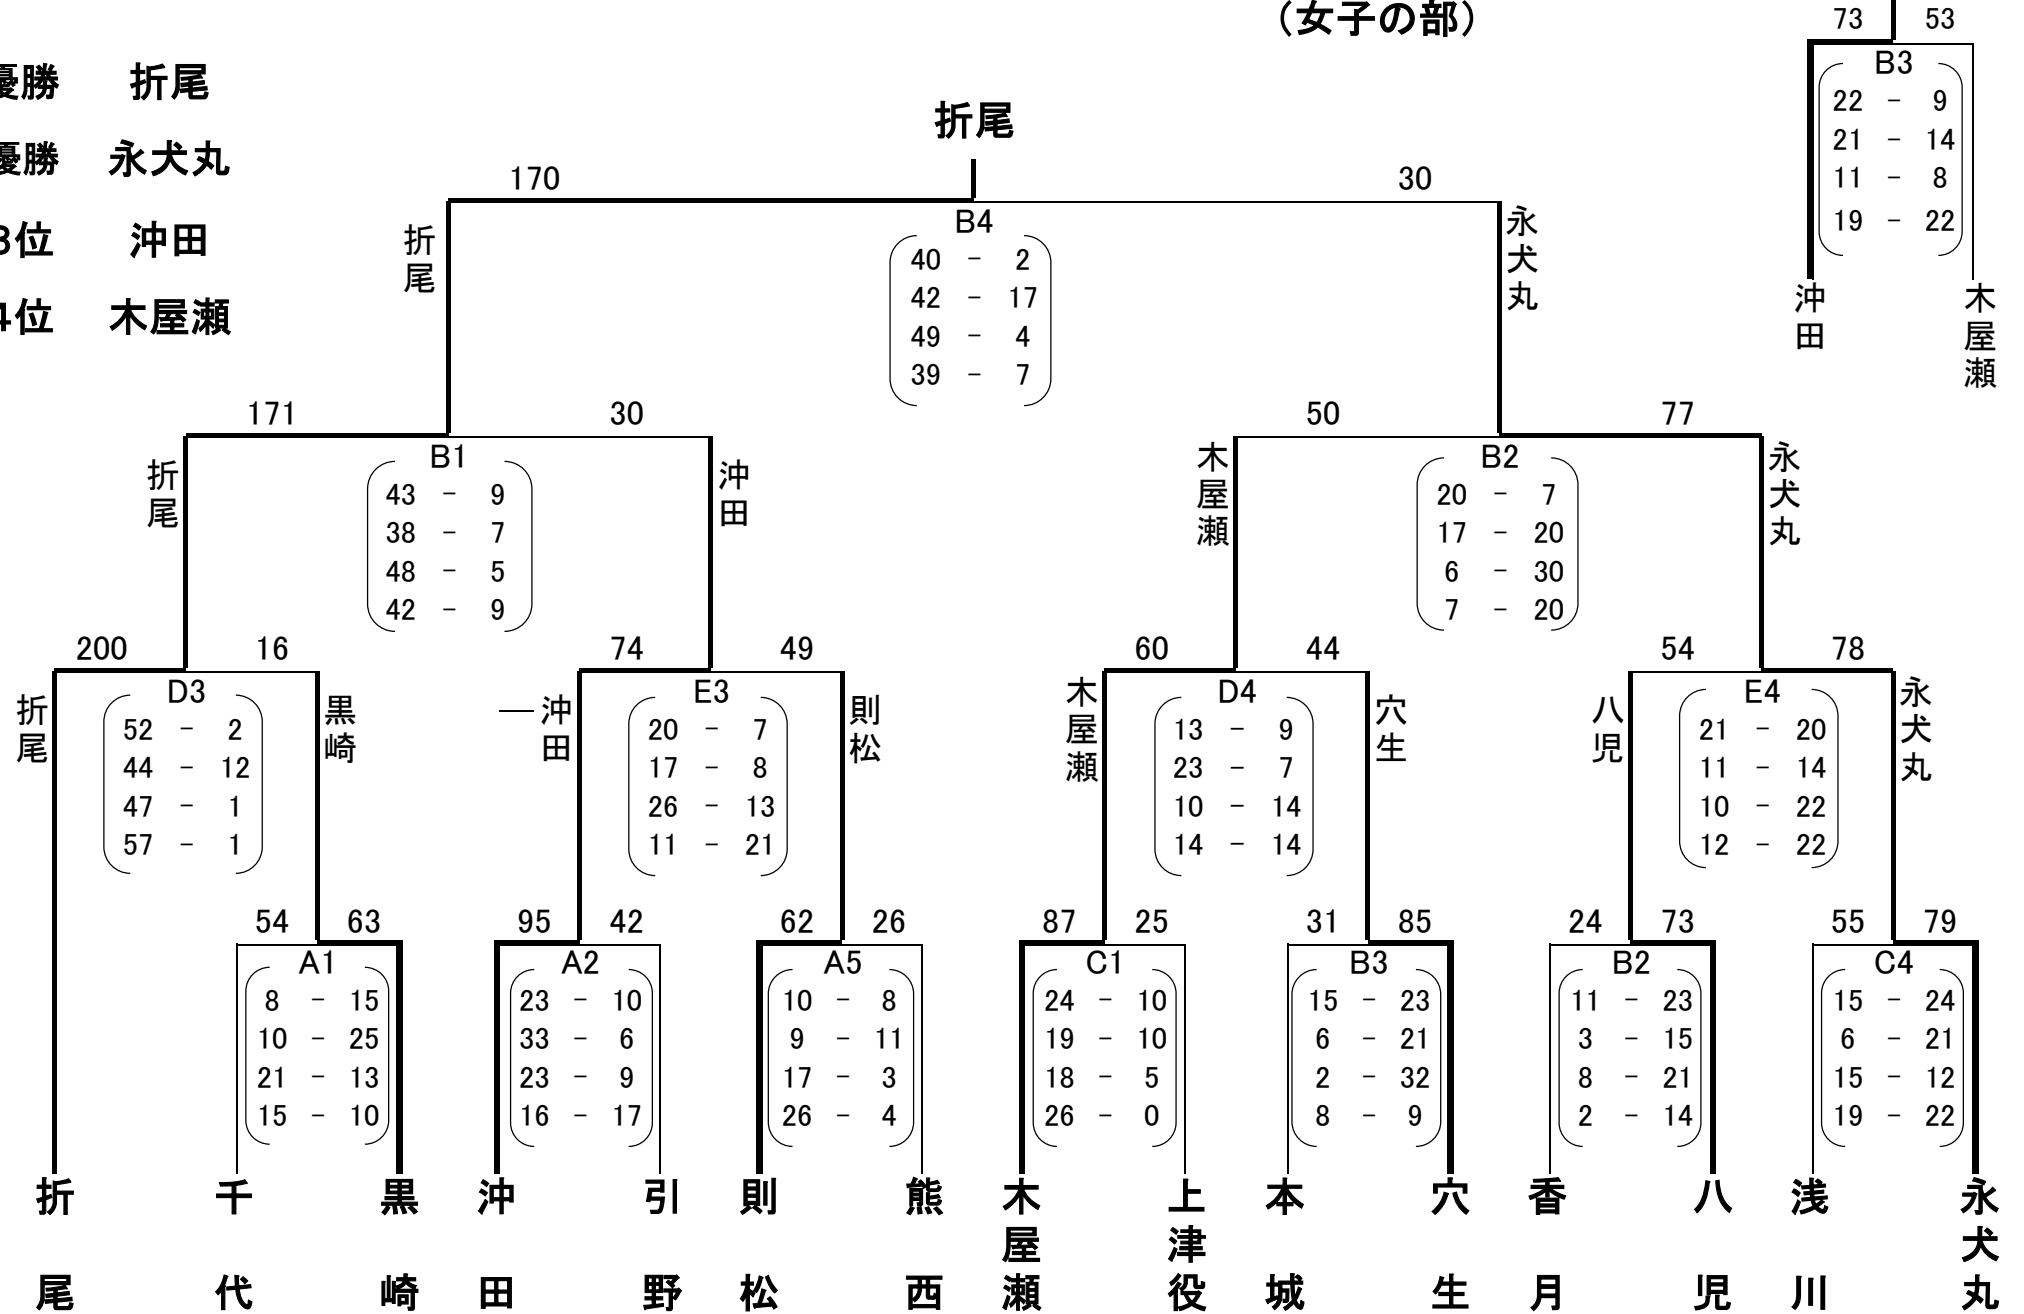 （女子の部）
優勝 折尾
優勝 永犬丸
3位 沖田
4位 木屋瀬
73 53
B3
22 - 9
21 - 14
11 - 8
19 - 22
沖田 木屋瀬
折尾
170 30
折尾 永犬丸
B4
40 - 2
42 - 17
49 - 4
39 - 7
171 30
折尾 沖田
B1
43 - 9
38 - 7
48 - 5
42 - 9
50 77
木屋瀬 永犬丸
B2
20 - 7
17 - 20
6 - 30
7 - 20
200 16
折尾 黒崎
D3
52 - 2
44 - 12
47 - 1
57 - 1
74 49
沖田 則松
E3
20 - 7
17 - 8
26 - 13
11 - 21
60 44
木屋瀬 穴生
D4
13 - 9
23 - 7
10 - 14
14 - 14
54 78
八児 永犬丸
E4
21 - 20
11 - 14
10 - 22
12 - 22
54 63
A1
8 - 15
10 - 25
21 - 13
15 - 10
95 42
A2
23 - 10
33 - 6
23 - 9
16 - 17
62 26
A5
10 - 8
9 - 11
17 - 3
26 - 4
87 25
C1
24 - 10
19 - 10
18 - 5
26 - 0
31 85
B3
15 - 23
6 - 21
2 - 32
8 - 9
24 73
B2
11 - 23
3 - 15
8 - 21
2 - 14
55 79
C4
15 - 24
6 - 21
15 - 12
19 - 22
折尾 千代 黒崎 沖田 引野 則松 熊西 木屋瀬 上津役 本城 穴生 香月 八児 浅川 永犬丸